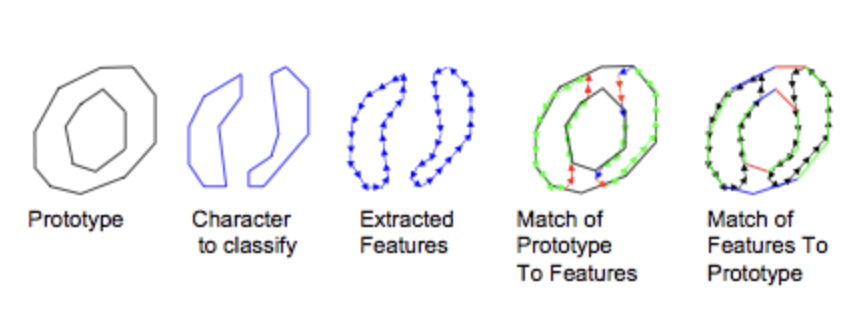 Prototype
Character
to classify
Extracted
Features
Match of
Prototype
To Features
Match of
Features To
Prototype